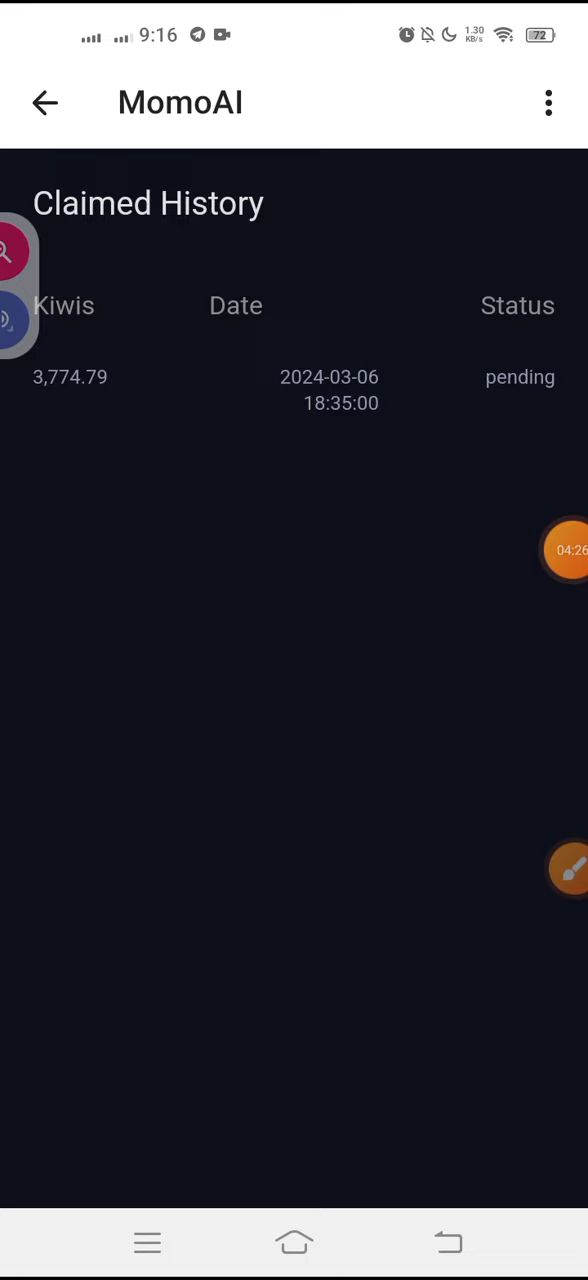 9:16 1.30 KB/s 72
MomoAI
Claimed History
Kiwis Date Status
3,774.79 2024-03-06 pending
18:35:00
04:26